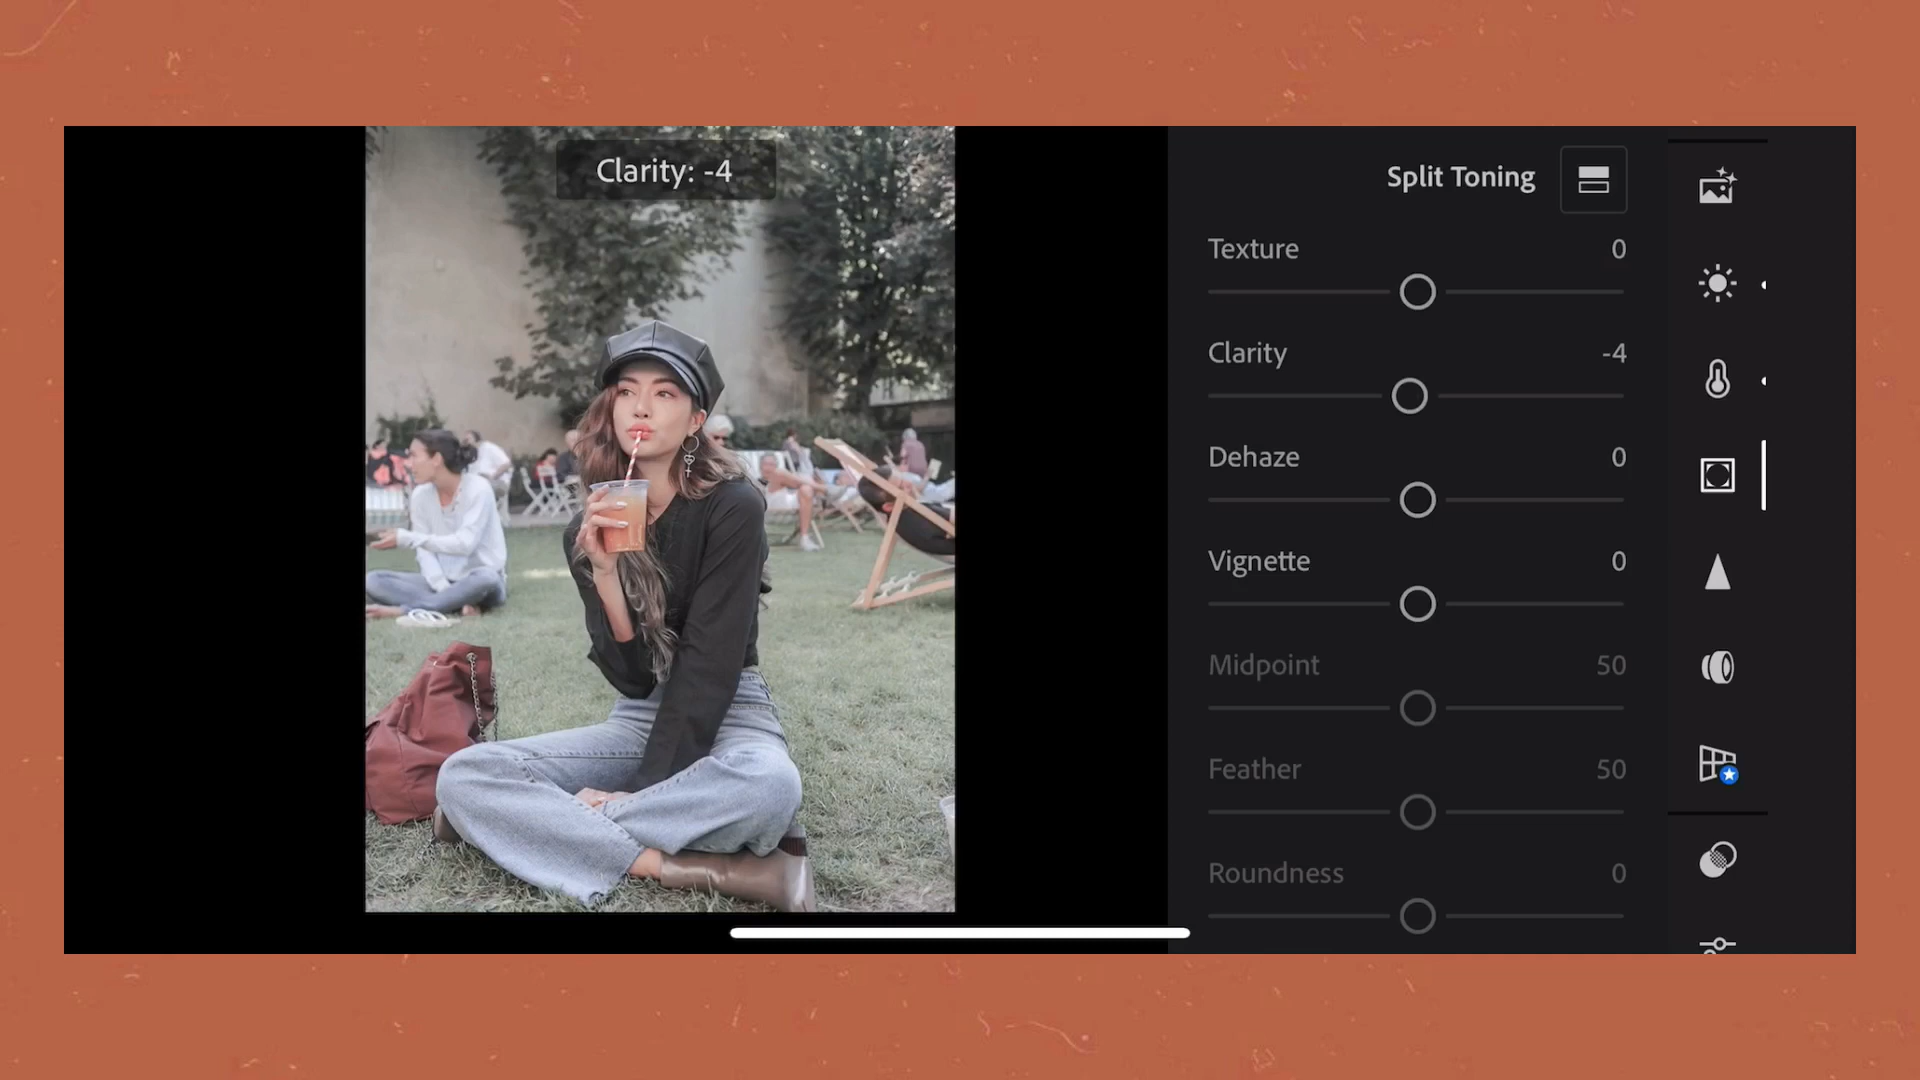 Clarity: -4
Split Toning
Texture 0
Clarity -4
Dehaze 0
Vignette 0
Midpoint 50
Feather 50
Roundness 0